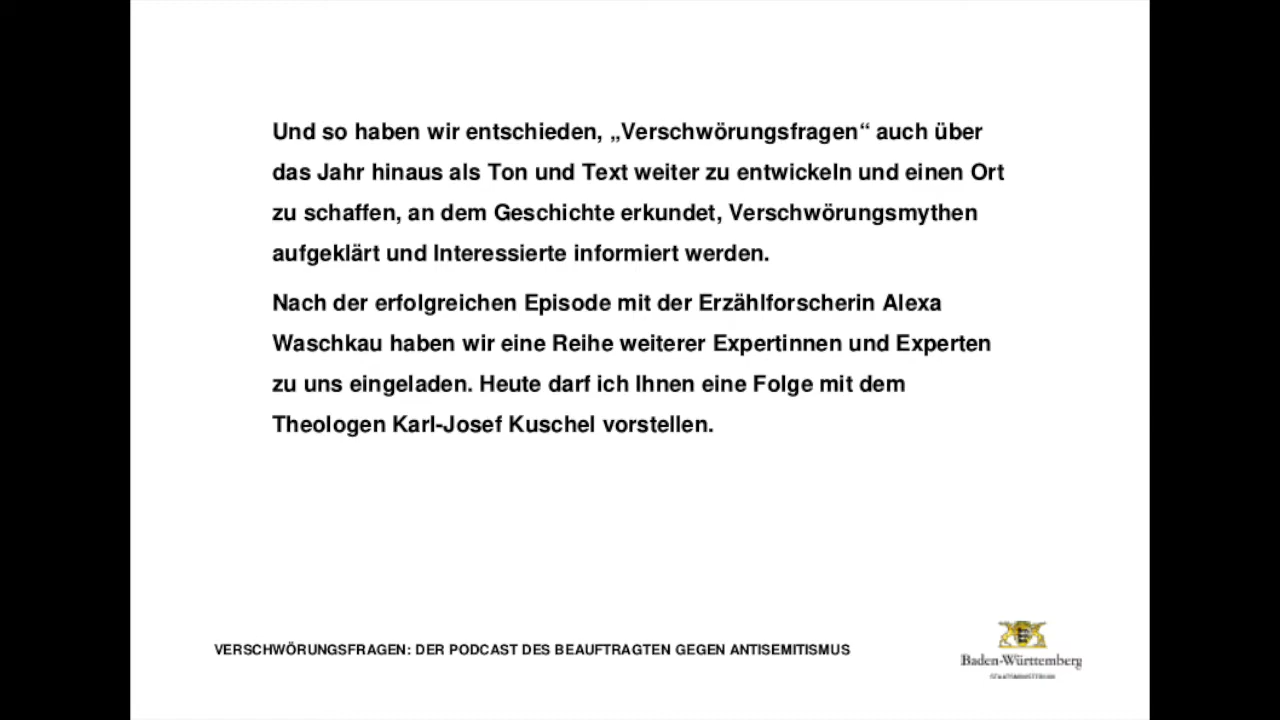 Und so haben wir entschieden, „Verschwörungsfragen“ auch über
das Jahr hinaus als Ton und Text weiter zu entwickeln und einen Ort
zu schaffen, an dem Geschichte erkundet, Verschwörungsmythen
aufgeklärt und Interessierte informiert werden.
Nach der erfolgreichen Episode mit der Erzählforscherin Alexa
Waschkau haben wir eine Reihe weiterer Expertinnen und Experten
zu uns eingeladen. Heute darf ich Ihnen eine Folge mit dem
Theologen Karl-Josef Kuschel vorstellen.
VERSCHWÖRUNGSFRAGEN: DER PODCAST DES BEAUFTRAGTEN GEGEN ANTISEMITISMUS
Baden-Württemberg
STAATSMINISTERIUM